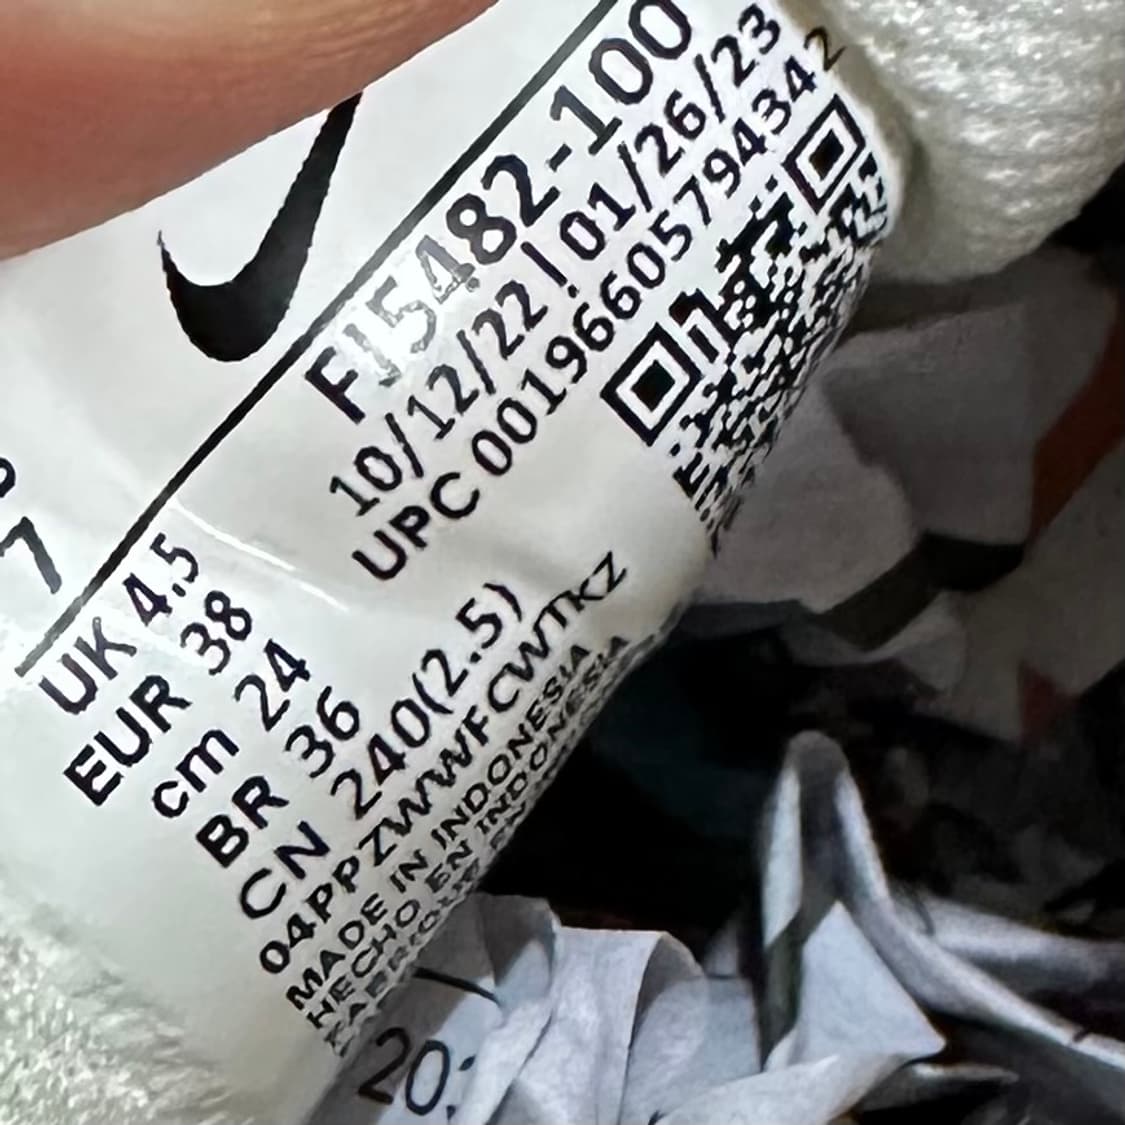 7
FJ5482-100
10/12/22 | 01/26/23
UPC 00196605794342
UK 4.5
EUR 38
cm 24
BR 36
CN 240(2.5)
04PPZWWFCWTKZ
MADE IN INDONESIA
HECHO EN INDONESIA
20